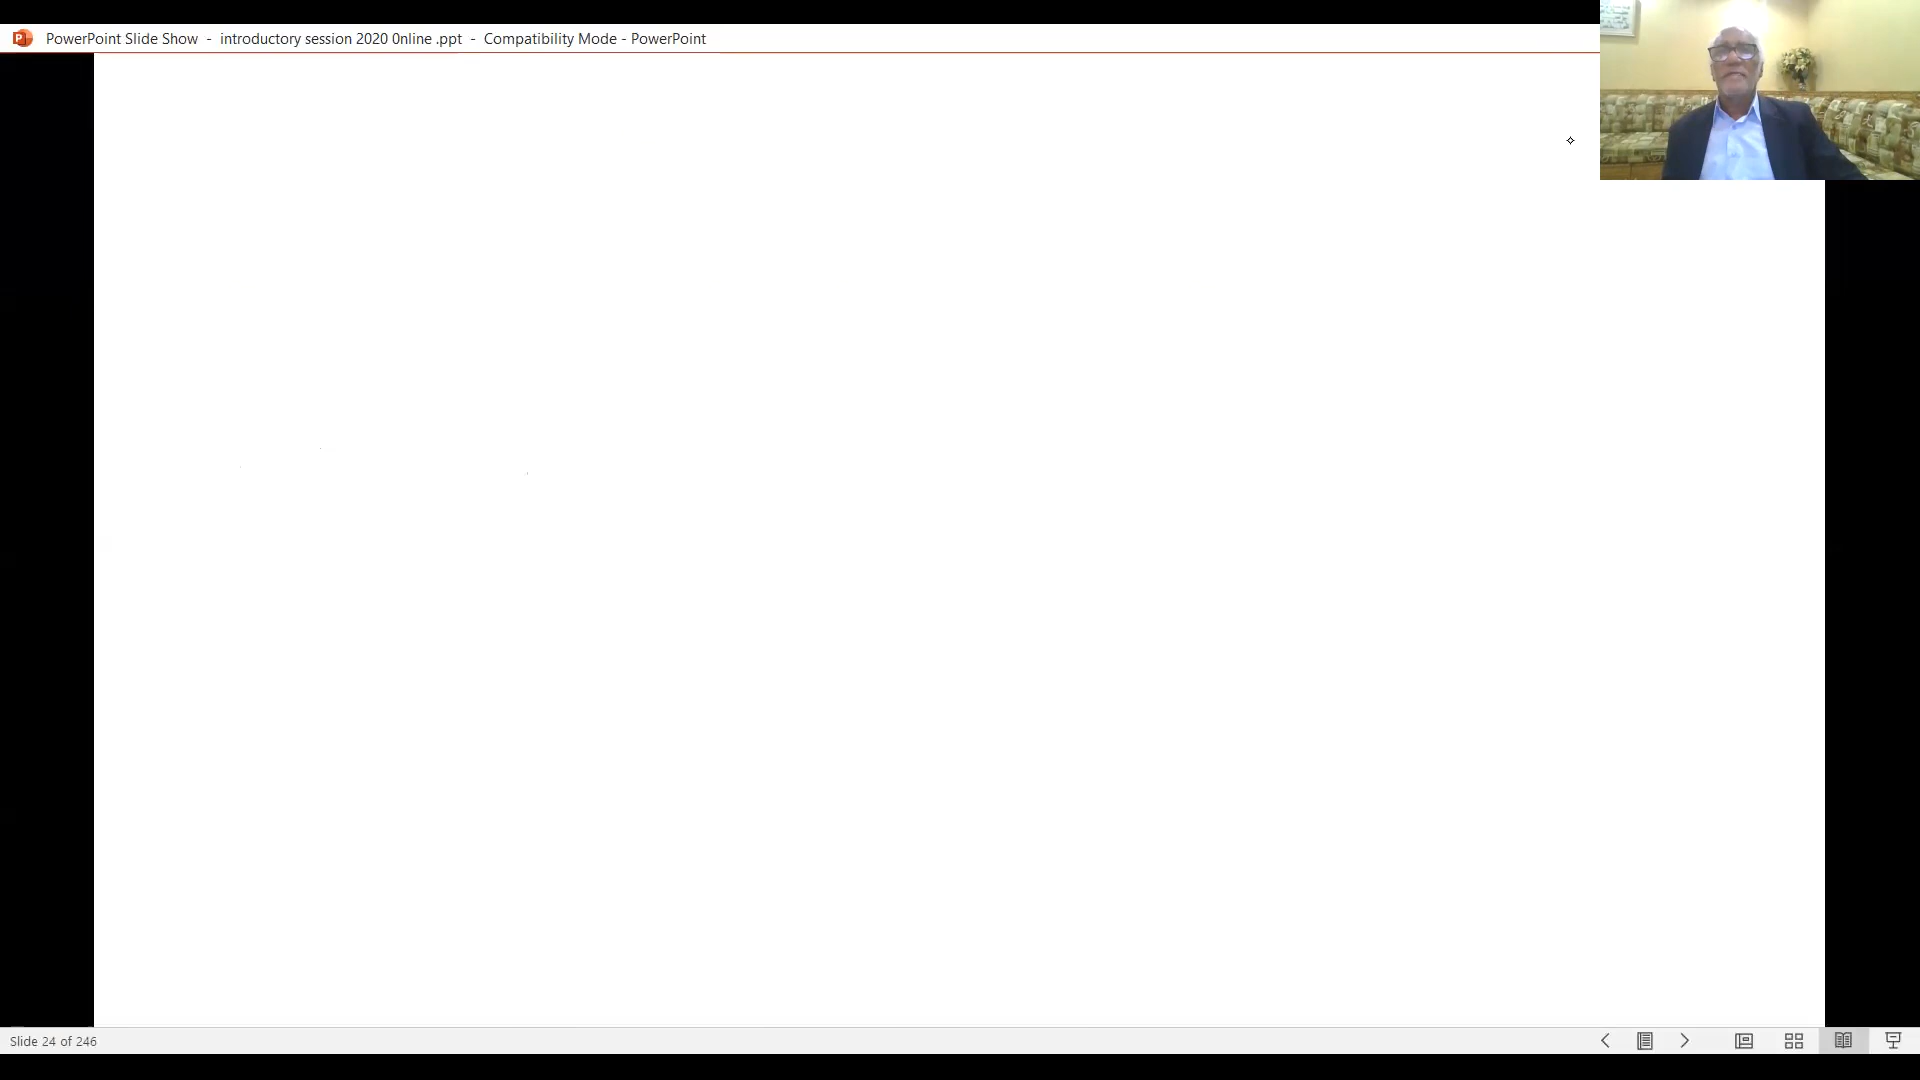 PowerPoint Slide Show - introductory session 2020 0nline .ppt - Compatibility Mode - PowerPoint
Slide 24 of 246